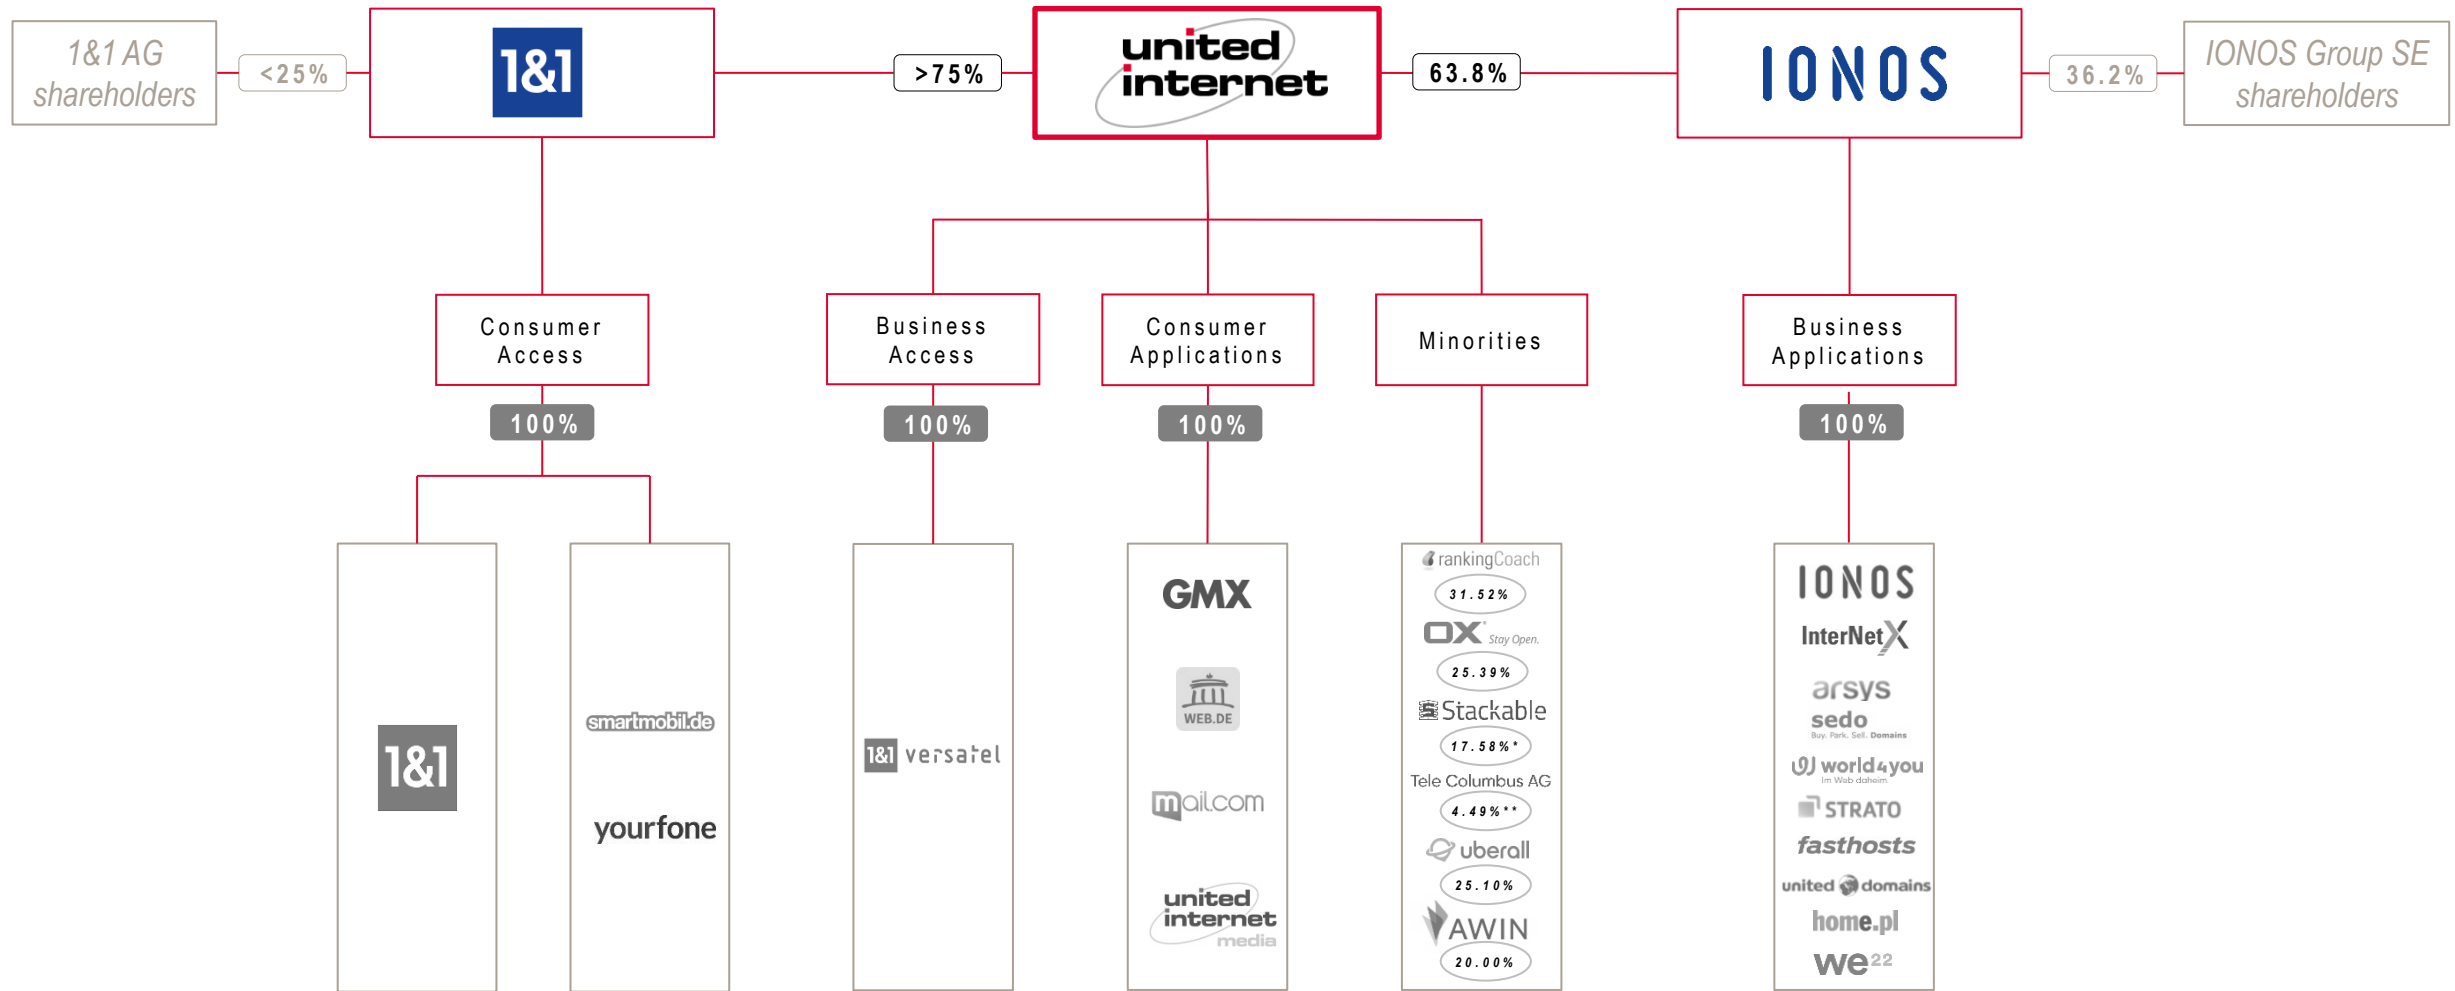 1&1 AG
shareholders
<25%
1&1
>75%
united
internet
63.8%
IONOS
36.2%
IONOS Group SE
shareholders
Consumer
Access
Business
Access
Consumer
Applications
Minorities
Business
Applications
100%
100%
100%
100%
1&1
smartmobil.de
yourfone
1&1 versatel
GMX
WEB.DE
mail.com
united
internet
media
rankingCoach
31.52%
OX® Stay Open.
25.39%
Stackable
17.58%*
Tele Columbus AG
4.49%**
uberall
25.10%
AWIN
20.00%
IONOS
InterNetX
arsys
sedo
Buy. Park. Sell. Domains
world4you
Im Web daheim.
STRATO
fasthosts
united domains
home.pl
we22